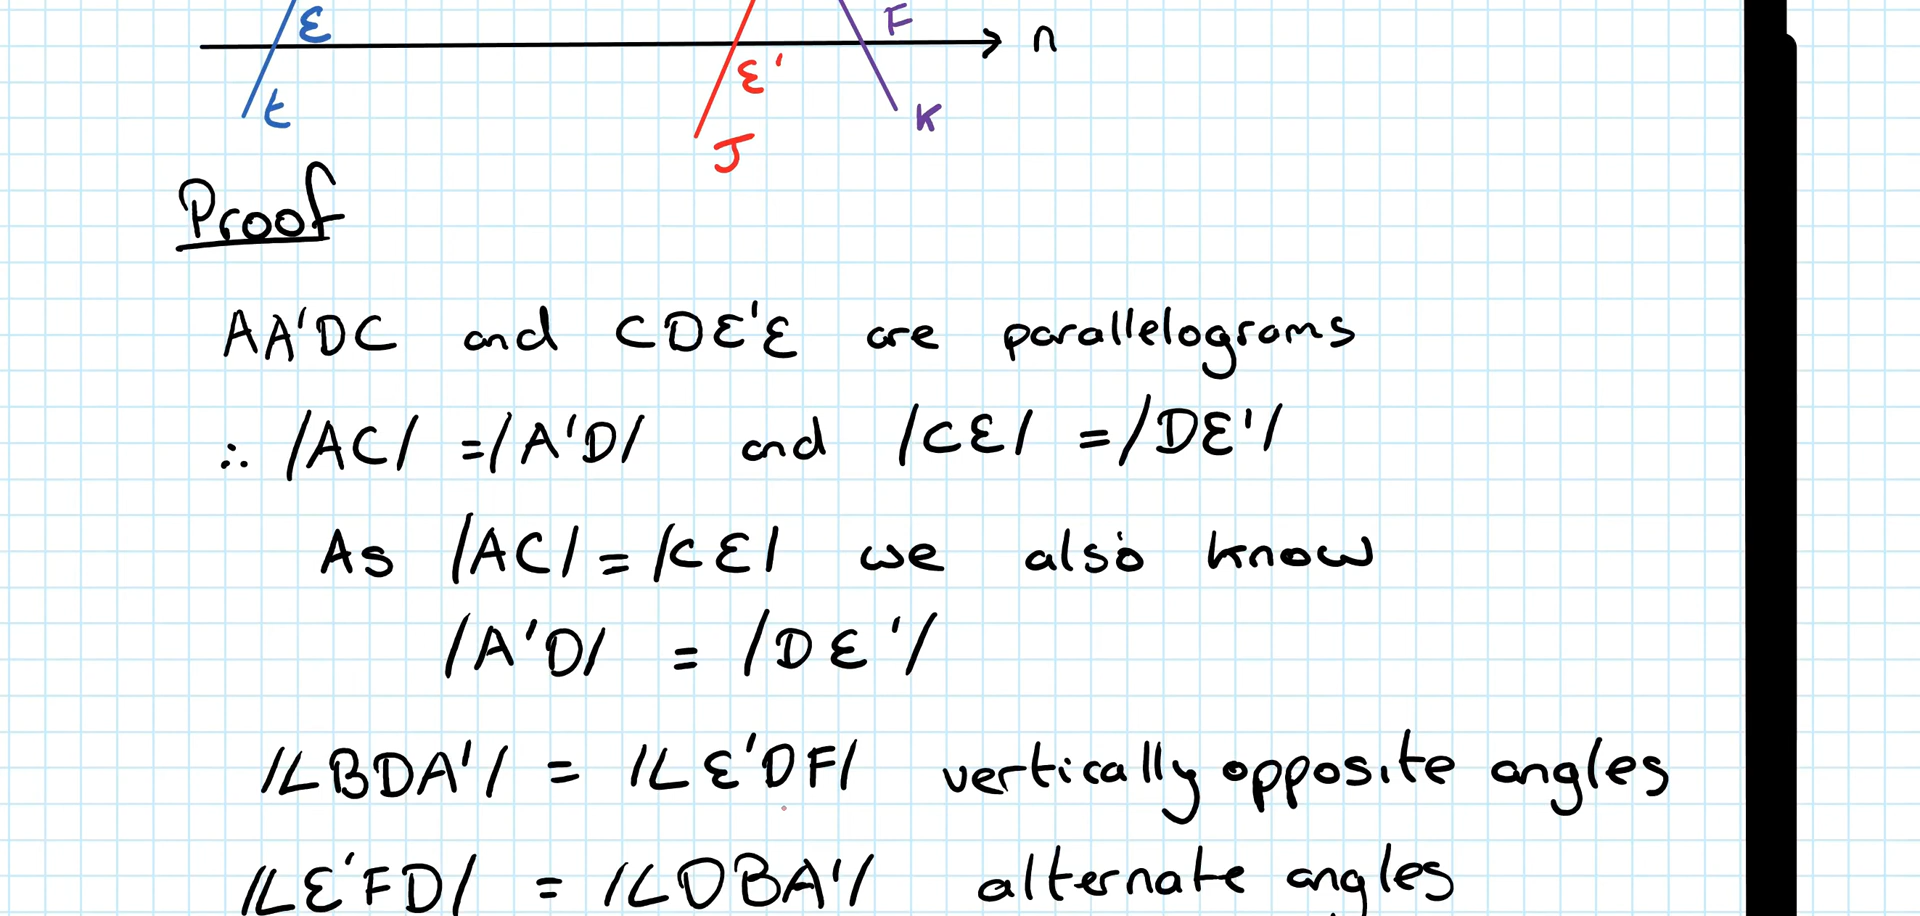 E F n
E'
t K
J
Proof
AA'DC and CDE'E are parallelograms
∴ |AC| = |A'D| and |CE| = |DE'|
As |AC| = |CE| we also know
|A'D| = |DE'|
|∠BDA'| = |∠E'DF| vertically opposite angles
|∠E'FD| = |∠DBA'| alternate angles